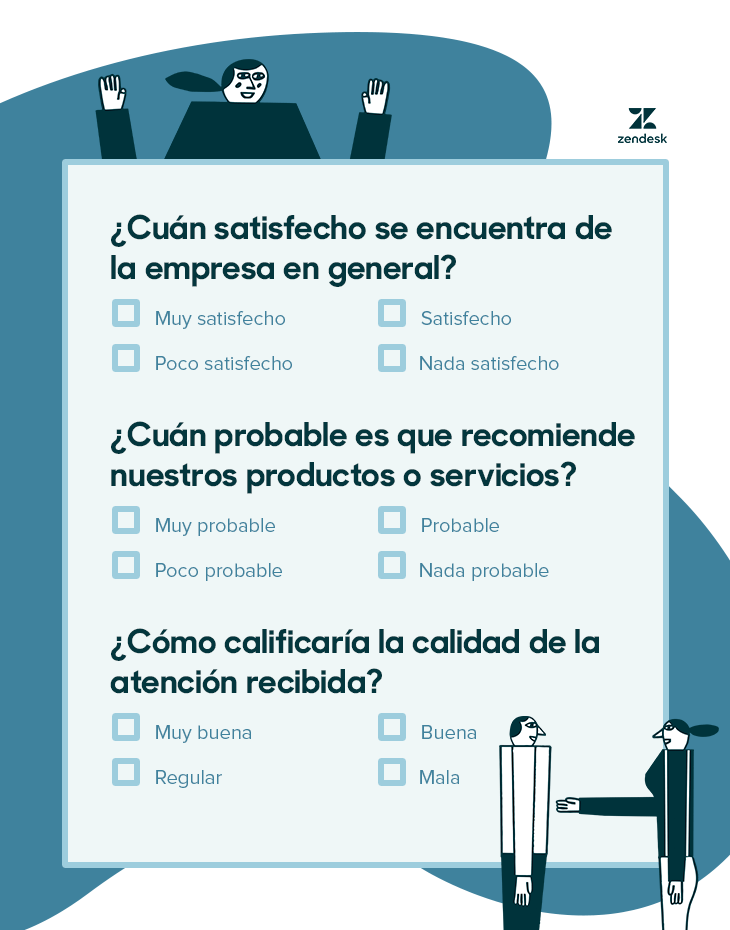 zendesk
¿Cuán satisfecho se encuentra de
la empresa en general?
Muy satisfecho
Satisfecho
Poco satisfecho
Nada satisfecho
¿Cuán probable es que recomiende
nuestros productos o servicios?
Muy probable
Probable
Poco probable
Nada probable
¿Cómo calificaría la calidad de la
atención recibida?
Muy buena
Buena
Regular
Mala